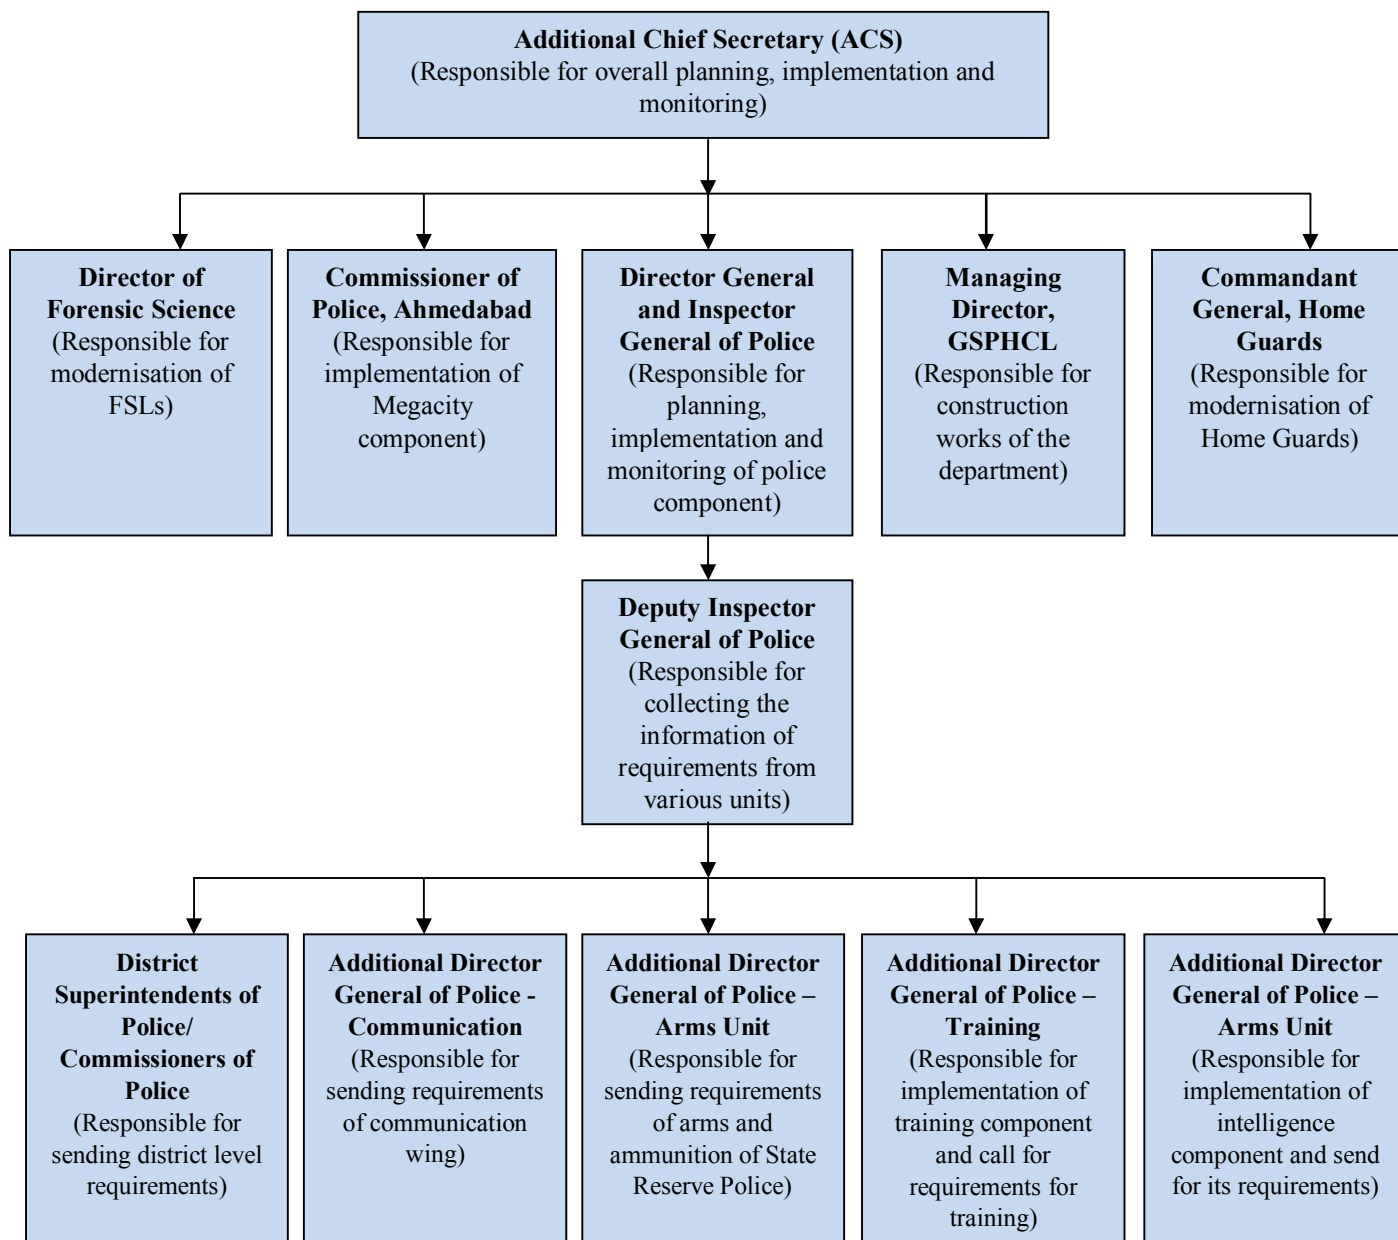 Additional Chief Secretary (ACS)
(Responsible for overall planning, implementation and
monitoring)
Director of
Forensic Science
(Responsible for
modernisation of
FSLs)
Commissioner of
Police, Ahmedabad
(Responsible for
implementation of
Megacity
component)
Director General
and Inspector
General of Police
(Responsible for
planning,
implementation and
monitoring of police
component)
Managing
Director,
GSPHCL
(Responsible for
construction
works of the
department)
Commandant
General, Home
Guards
(Responsible for
modernisation of
Home Guards)
Deputy Inspector
General of Police
(Responsible for
collecting the
information of
requirements from
various units)
District
Superintendents of
Police/
Commissioners of
Police
(Responsible for
sending district level
requirements)
Additional Director
General of Police -
Communication
(Responsible for
sending requirements
of communication
wing)
Additional Director
General of Police –
Arms Unit
(Responsible for
sending requirements
of arms and
ammunition of State
Reserve Police)
Additional Director
General of Police –
Training
(Responsible for
implementation of
training component
and call for
requirements for
training)
Additional Director
General of Police –
Arms Unit
(Responsible for
implementation of
intelligence
component and send
for its requirements)